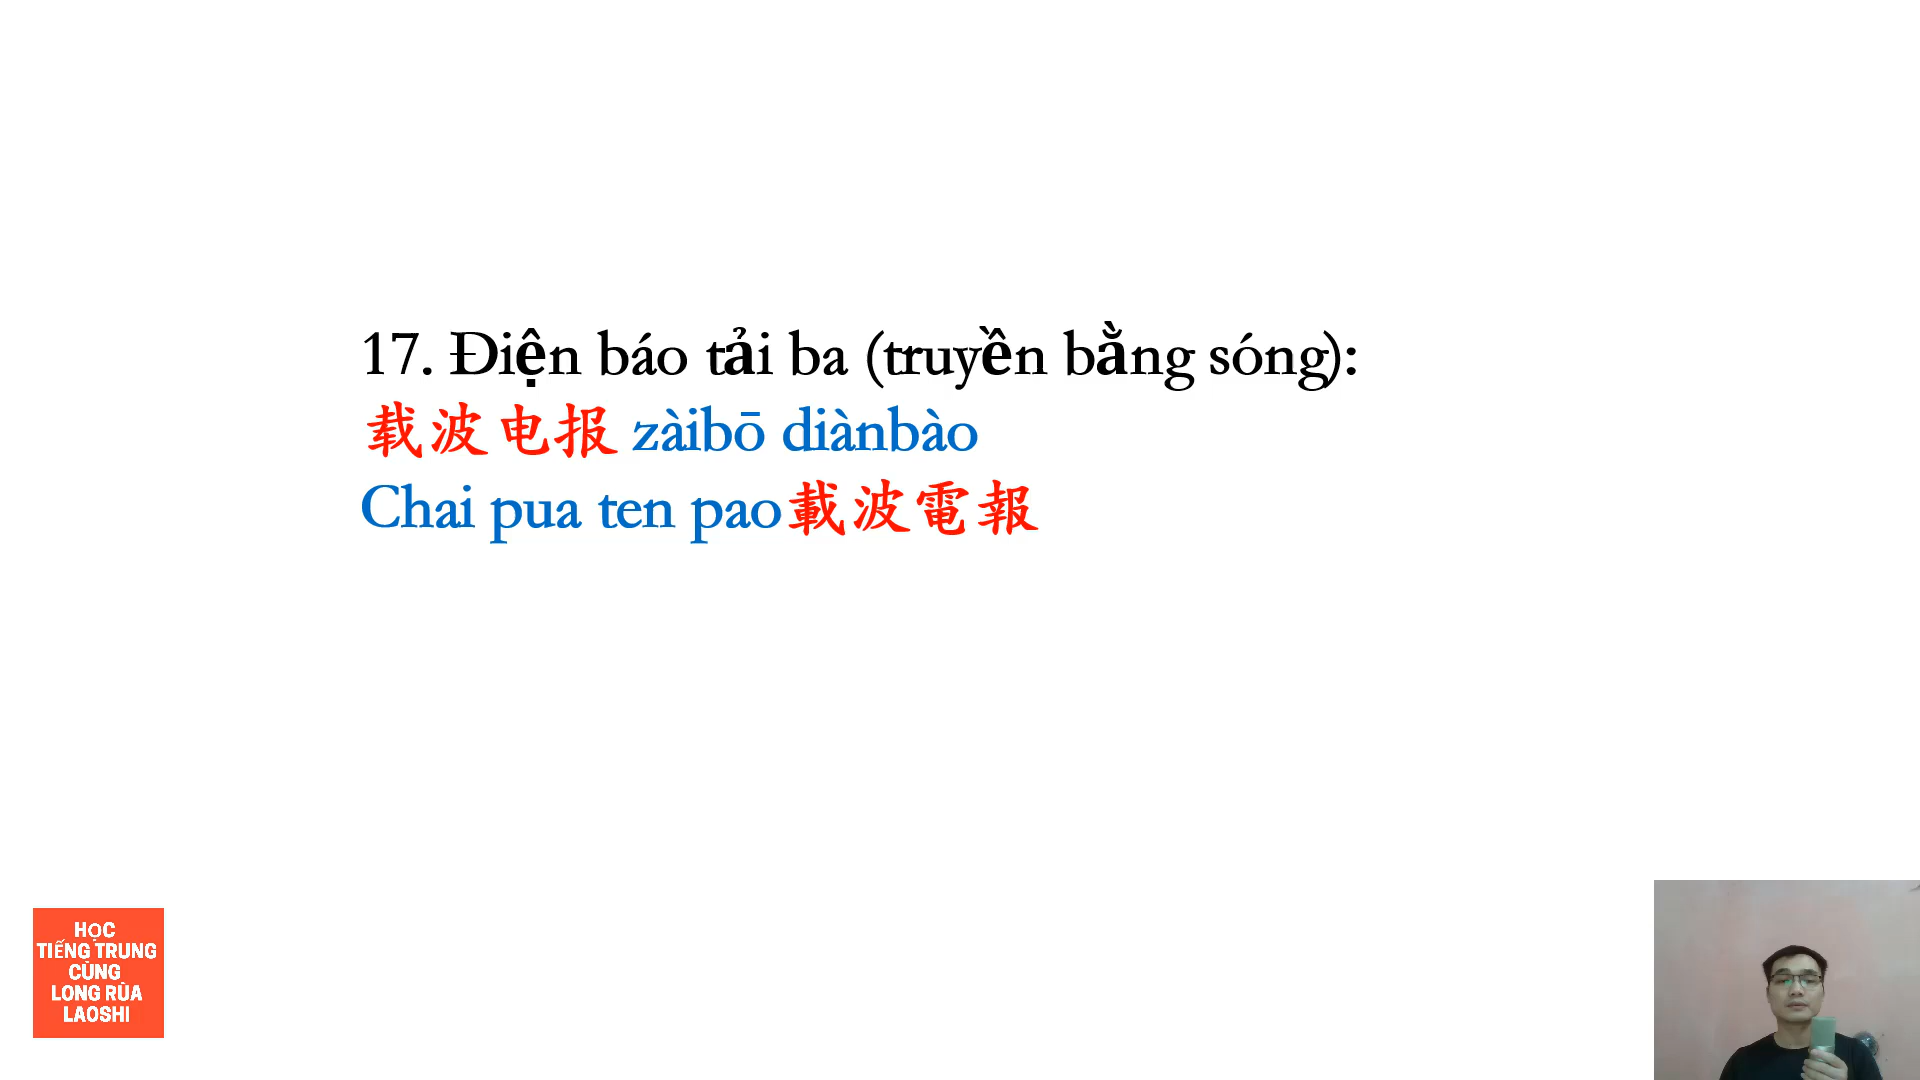 17. Điện báo tải ba (truyền bằng sóng):
载波电报 zàibō diànbào
Chai pua ten pao載波電報
HỌC
TIẾNG TRUNG
CÙNG
LONG RÙA
LAOSHI